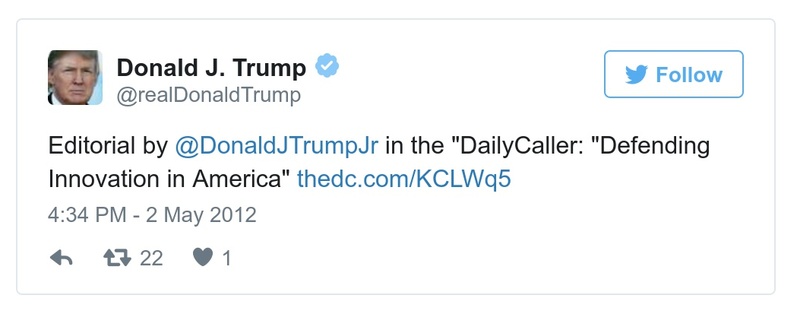 Donald J. Trump
@realDonaldTrump
Follow
Editorial by @DonaldJTrumpJr in the "DailyCaller: "Defending
Innovation in America" thedc.com/KCLWq5
4:34 PM - 2 May 2012
22 1